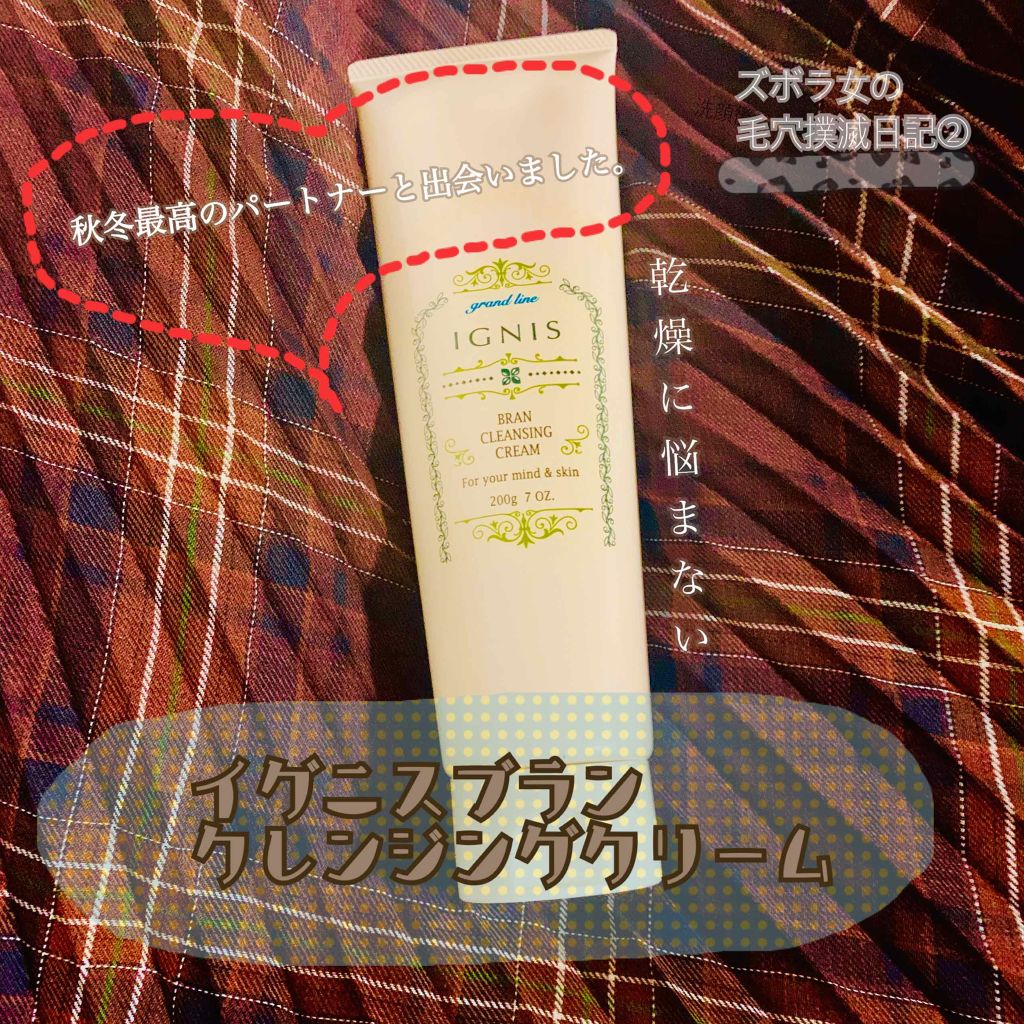 ズボラ女の
毛穴撲滅日記②
秋冬最高のパートナーと出会いました。
乾燥に悩まない
grand line
IGNIS
BRAN
CLEANSING
CREAM
For your mind & skin
200g 7 OZ.
イグニスブラン
クレンジングクリーム